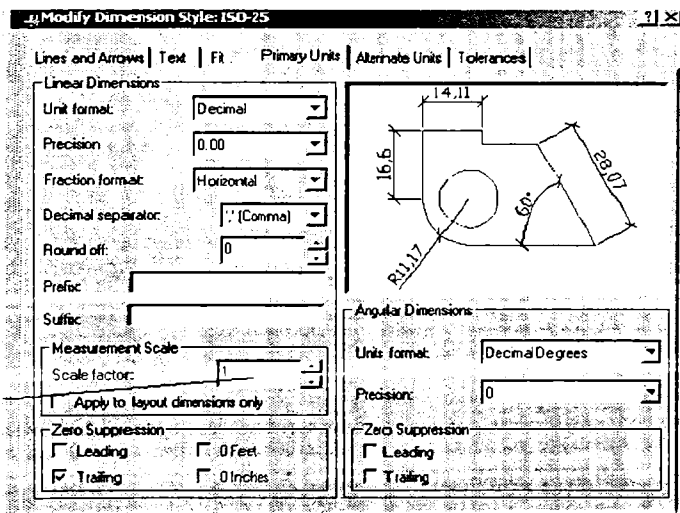 Modify Dimension Style: ISO-25
Lines and Arrows Text Fit Primary Units Alternate Units Tolerances
Linear Dimensions
Unit format: Decimal
Precision 0.00
Fraction format: Horizontal
Decimal separator: ',' (Comma)
Round off: 0
Prefix:
Suffix:
Measurement Scale
Scale factor: 1
Apply to layout dimensions only
Zero Suppression
Leading 0 Feet
Trailing 0 Inches
14,11
16,6
28,07
60°
R11,17
Angular Dimensions
Units format: Decimal Degrees
Precision: 0
Zero Suppression
Leading
Trailing